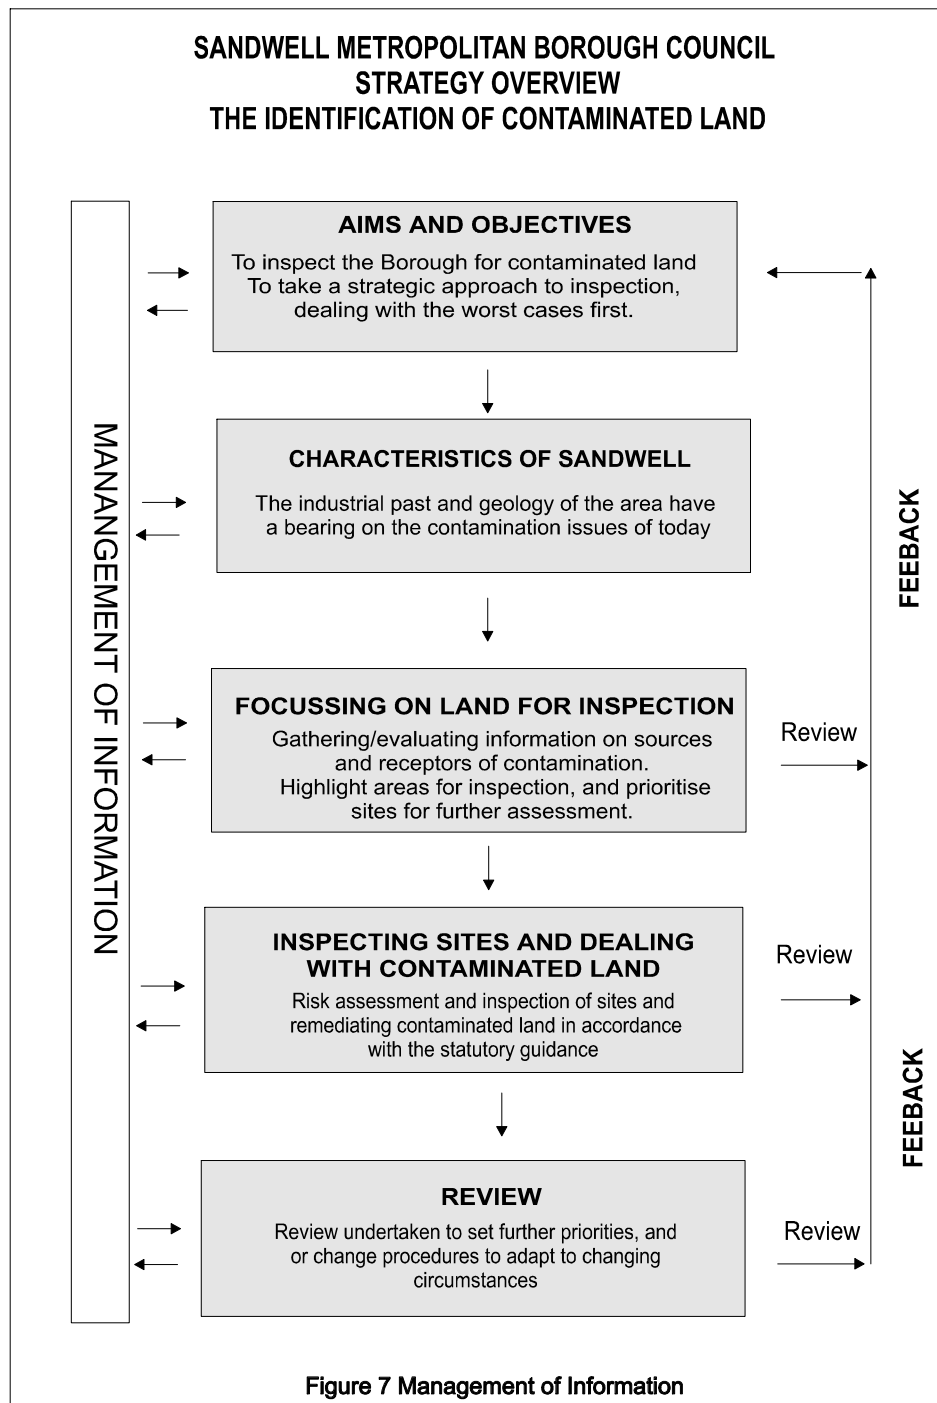 SANDWELL METROPOLITAN BOROUGH COUNCIL
STRATEGY OVERVIEW
THE IDENTIFICATION OF CONTAMINATED LAND
MANANGEMENT OF INFORMATION
AIMS AND OBJECTIVES
To inspect the Borough for contaminated land
To take a strategic approach to inspection,
dealing with the worst cases first.
CHARACTERISTICS OF SANDWELL
The industrial past and geology of the area have
a bearing on the contamination issues of today
FEEBACK
FOCUSSING ON LAND FOR INSPECTION
Gathering/evaluating information on sources
and receptors of contamination.
Highlight areas for inspection, and prioritise
sites for further assessment.
Review
INSPECTING SITES AND DEALING
WITH CONTAMINATED LAND
Risk assessment and inspection of sites and
remediating contaminated land in accordance
with the statutory guidance
Review
FEEBACK
REVIEW
Review undertaken to set further priorities, and
or change procedures to adapt to changing
circumstances
Review
Figure 7 Management of Information